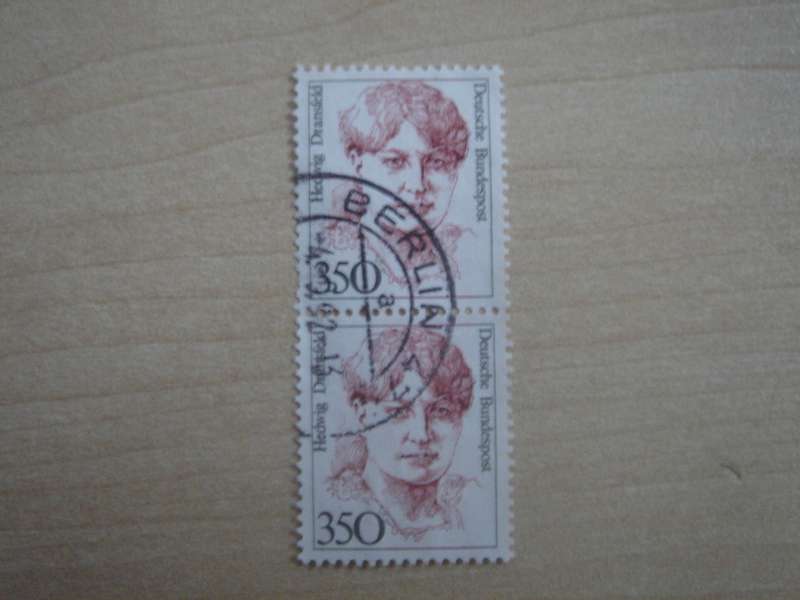 Hedwig Dransfeld
Deutsche Bundespost
350
BERLIN
a
Hedwig Dransfeld
Deutsche Bundespost
350